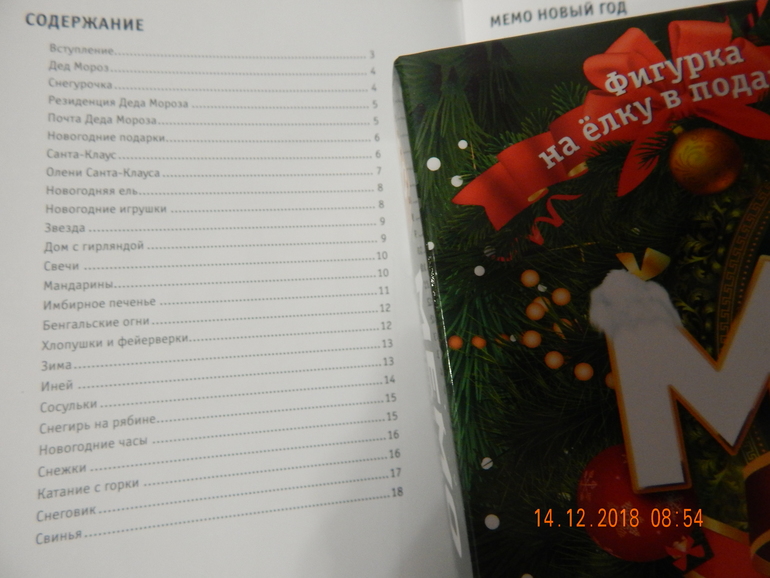 СОДЕРЖАНИЕ
Вступление 3
Дед Мороз 4
Снегурочка 4
Резиденция Деда Мороза 5
Почта Деда Мороза 5
Новогодние подарки 6
Санта-Клаус 6
Олени Санта-Клауса 7
Новогодняя ель 8
Новогодние игрушки 8
Звезда 9
Дом с гирляндой 9
Свечи 10
Мандарины 10
Имбирное печенье 11
Бенгальские огни 12
Хлопушки и фейерверки 12
Зима 13
Иней 13
Сосульки 14
Снегирь на рябине 15
Новогодние часы 15
Снежки 16
Катание с горки 16
Снеговик 17
Свинья 18
МЕМО НОВЫЙ ГОД
Фигурка
на ёлку в
М
МЕМО
14.12.2018 08:54